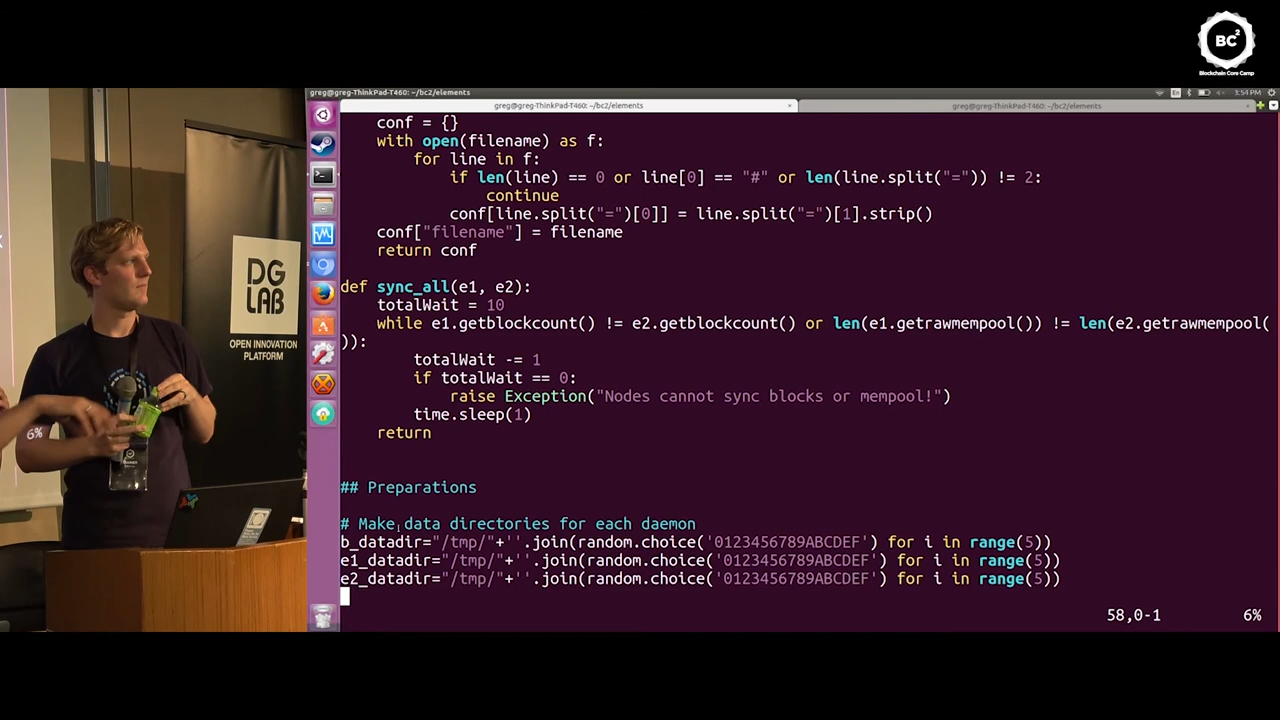 BC2
Blockchain Core Camp
greg@greg-ThinkPad-T460: ~/bc2/elements
En
3:54 PM
greg@greg-ThinkPad-T460: ~/bc2/elements
×
greg@greg-ThinkPad-T460: ~/bc2/elements
×
    conf = {}
    with open(filename) as f:
        for line in f:
            if len(line) == 0 or line[0] == "#" or len(line.split("=")) != 2:
                continue
            conf[line.split("=")[0]] = line.split("=")[1].strip()
    conf["filename"] = filename
    return conf
def sync_all(e1, e2):
    totalWait = 10
    while e1.getblockcount() != e2.getblockcount() or len(e1.getrawmempool()) != len(e2.getrawmempool(
)):
        totalWait -= 1
        if totalWait == 0:
            raise Exception("Nodes cannot sync blocks or mempool!")
        time.sleep(1)
    return
## Preparations
# Make data directories for each daemon
b_datadir="/tmp/"+''.join(random.choice('0123456789ABCDEF') for i in range(5))
e1_datadir="/tmp/"+''.join(random.choice('0123456789ABCDEF') for i in range(5))
e2_datadir="/tmp/"+''.join(random.choice('0123456789ABCDEF') for i in range(5))
58,0-1
6%
DG
LAB
OPEN INNOVATION
PLATFORM
6%